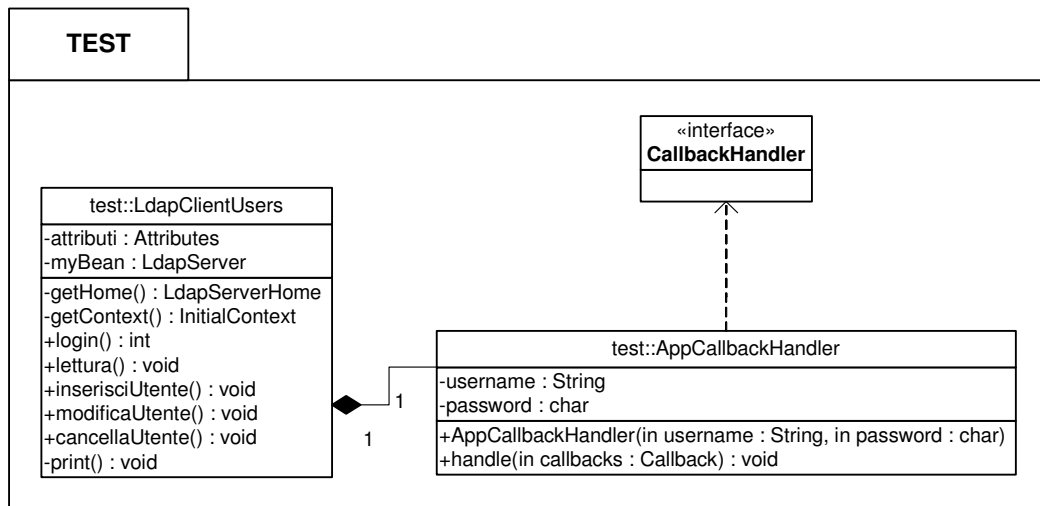 TEST
«interface»
CallbackHandler
test::LdapClientUsers
-attributi : Attributes
-myBean : LdapServer
-getHome() : LdapServerHome
-getContext() : InitialContext
+login() : int
+lettura() : void
+inserisciUtente() : void
+modificaUtente() : void
+cancellaUtente() : void
-print() : void
1
1
test::AppCallbackHandler
-username : String
-password : char
+AppCallbackHandler(in username : String, in password : char)
+handle(in callbacks : Callback) : void